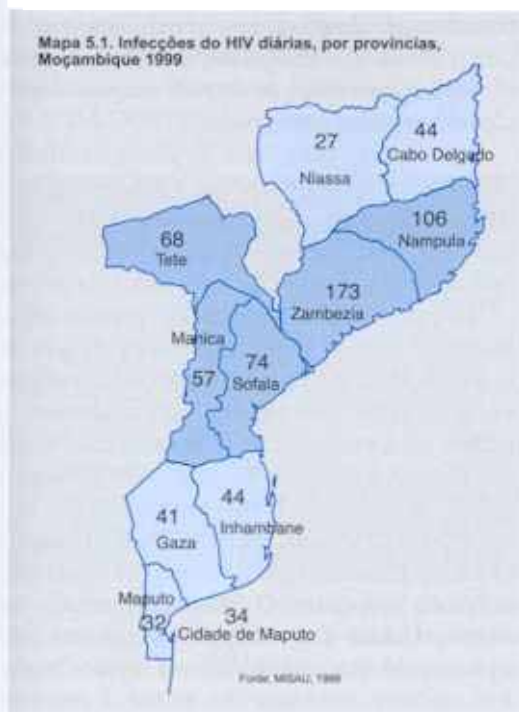 Mapa 5.1. Infecções do HIV diárias, por províncias,
Moçambique 1999
27
Niassa
44
Cabo Delgado
106
Nampula
68
Tete
173
Zambezia
Manica
57
74
Sofala
41
Gaza
44
Inhambane
Maputo
32
34
Cidade de Maputo
Fonte, MISAU, 1999